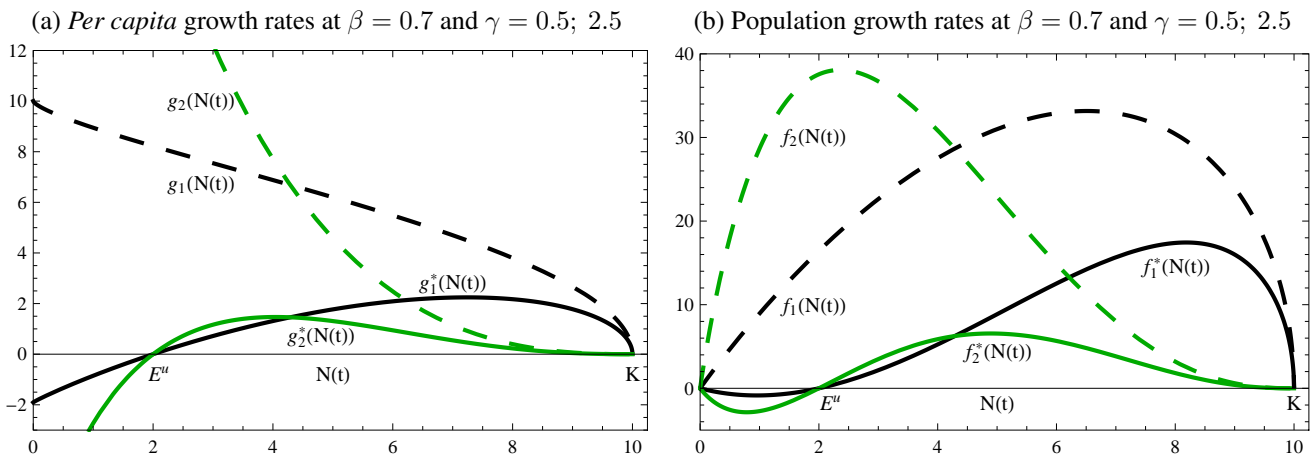 (a) Per capita growth rates at β = 0.7 and γ = 0.5; 2.5
12
10
8
6
4
2
0
−2
g₂(N(t))
g₁(N(t))
g₁*(N(t))
g₂*(N(t))
Eᵘ
N(t)
K
0 2 4 6 8 10
(b) Population growth rates at β = 0.7 and γ = 0.5; 2.5
40
30
20
10
0
f₂(N(t))
f₁(N(t))
f₁*(N(t))
f₂*(N(t))
Eᵘ
N(t)
K
0 2 4 6 8 10